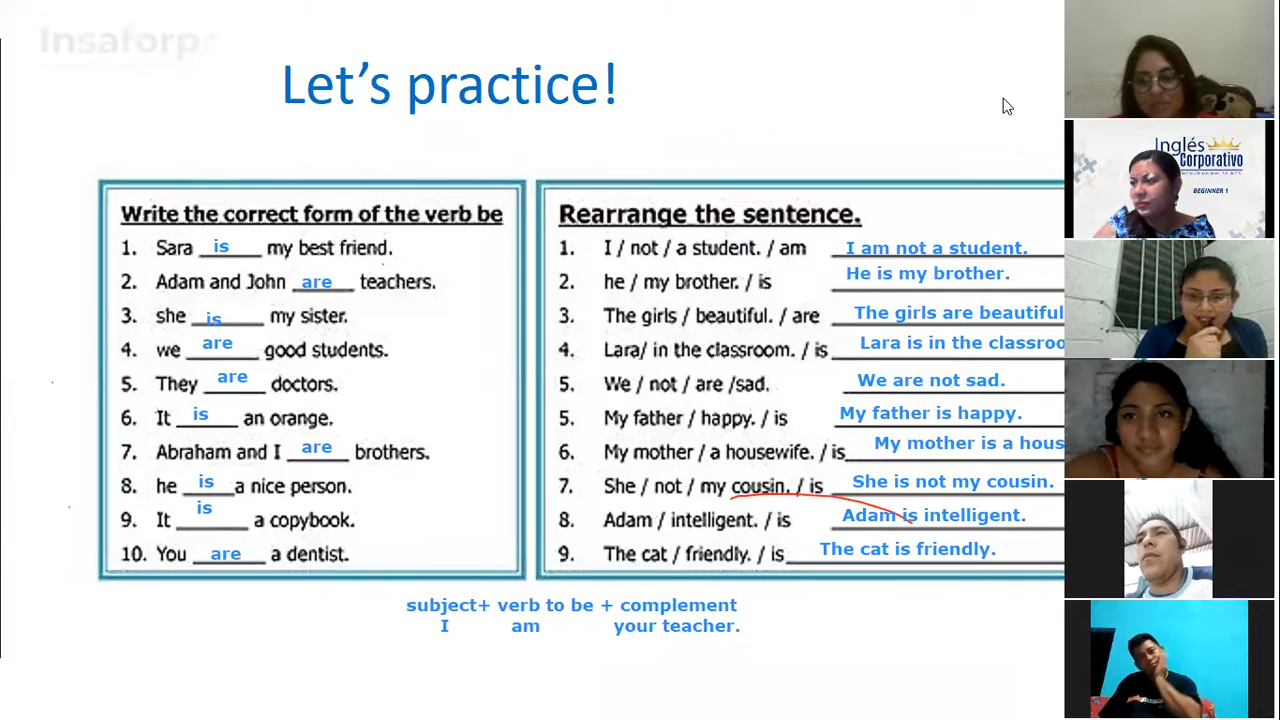 Insaforp
Let's practice!
Write the correct form of the verb be
1. Sara is my best friend.
2. Adam and John are teachers.
3. she is my sister.
4. we are good students.
5. They are doctors.
6. It is an orange.
7. Abraham and I are brothers.
8. he is a nice person.
9. It is a copybook.
10. You are a dentist.
Rearrange the sentence.
1. I / not / a student. / am I am not a student.
2. he / my brother. / is He is my brother.
3. The girls / beautiful. / are The girls are beautiful
4. Lara/ in the classroom. / is Lara is in the classroo
5. We / not / are /sad. We are not sad.
5. My father / happy. / is My father is happy.
6. My mother / a housewife. / is My mother is a hous
7. She / not / my cousin. / is She is not my cousin.
8. Adam / intelligent. / is Adam is intelligent.
9. The cat / friendly. / is The cat is friendly.
subject+ verb to be + complement
I am your teacher.
Inglés
Corporativo
BEGINNER 1